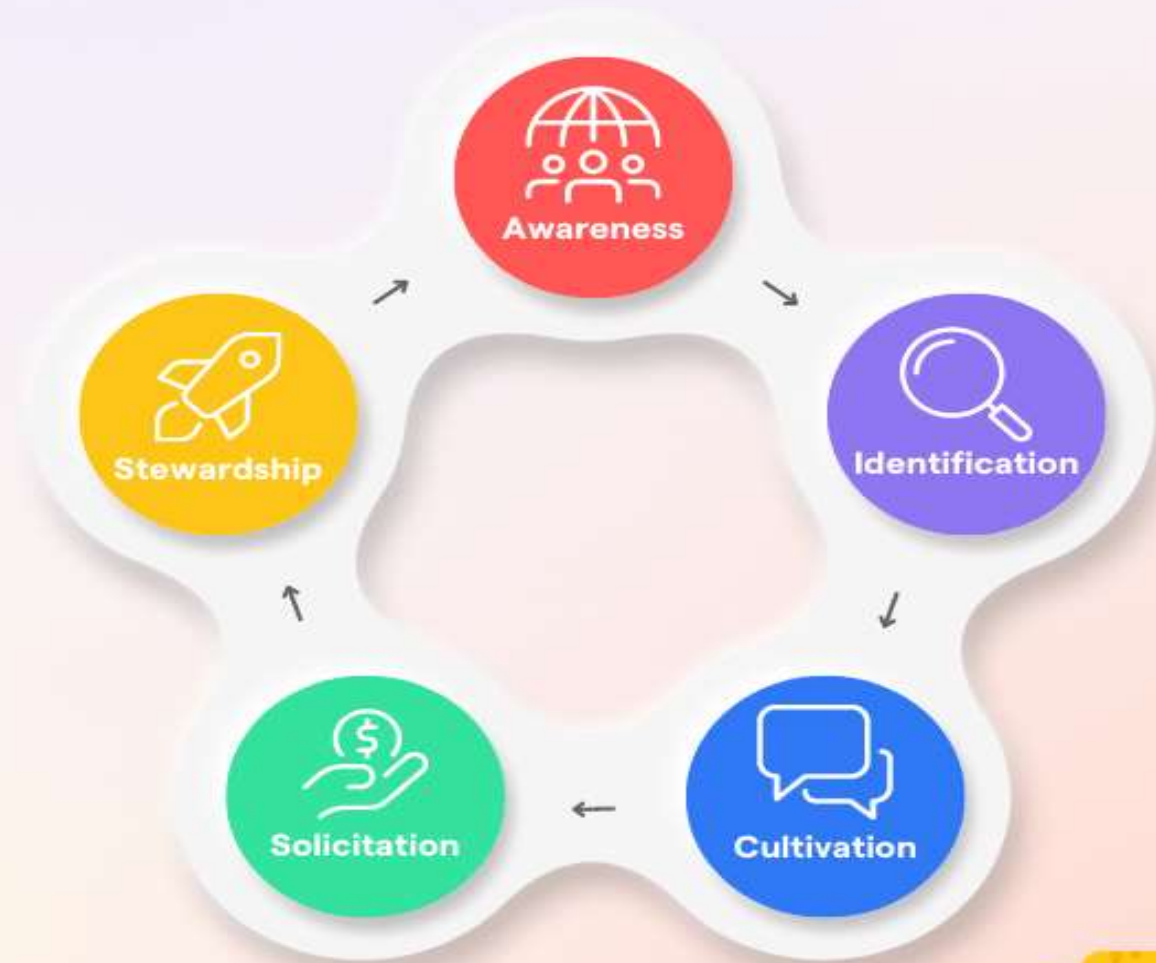 Awareness
Identification
Cultivation
Solicitation
$
Stewardship